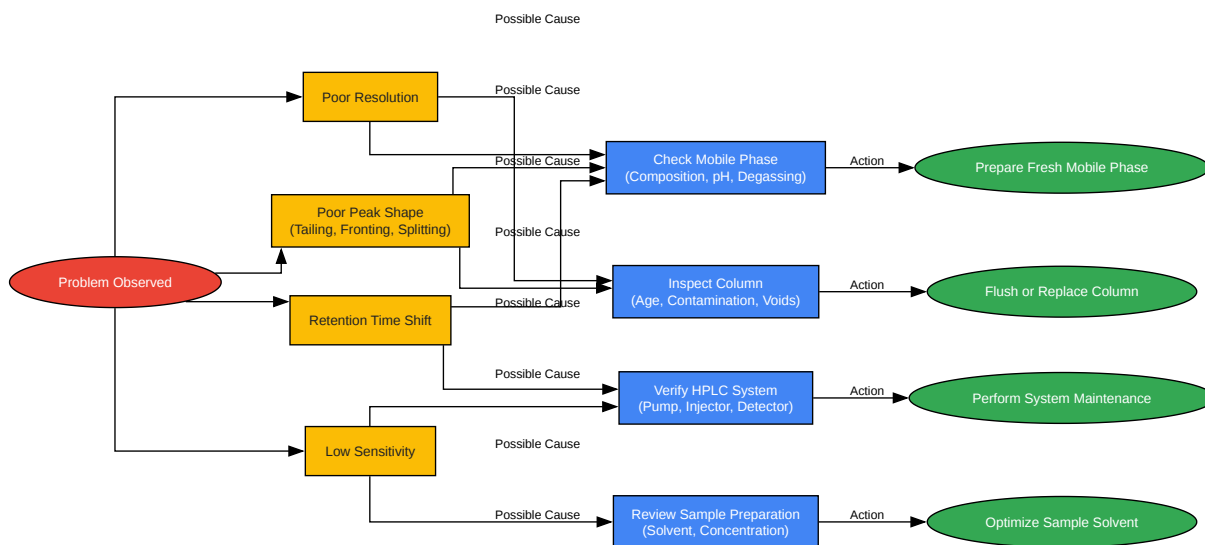 Possible Cause
Possible Cause
Poor Resolution
Check Mobile Phase
(Composition, pH, Degassing)
Possible Cause
Action
Prepare Fresh Mobile Phase
Poor Peak Shape
(Tailing, Fronting, Splitting)
Possible Cause
Problem Observed
Inspect Column
(Age, Contamination, Voids)
Action
Flush or Replace Column
Possible Cause
Retention Time Shift
Possible Cause
Verify HPLC System
(Pump, Injector, Detector)
Action
Perform System Maintenance
Possible Cause
Low Sensitivity
Possible Cause
Review Sample Preparation
(Solvent, Concentration)
Action
Optimize Sample Solvent